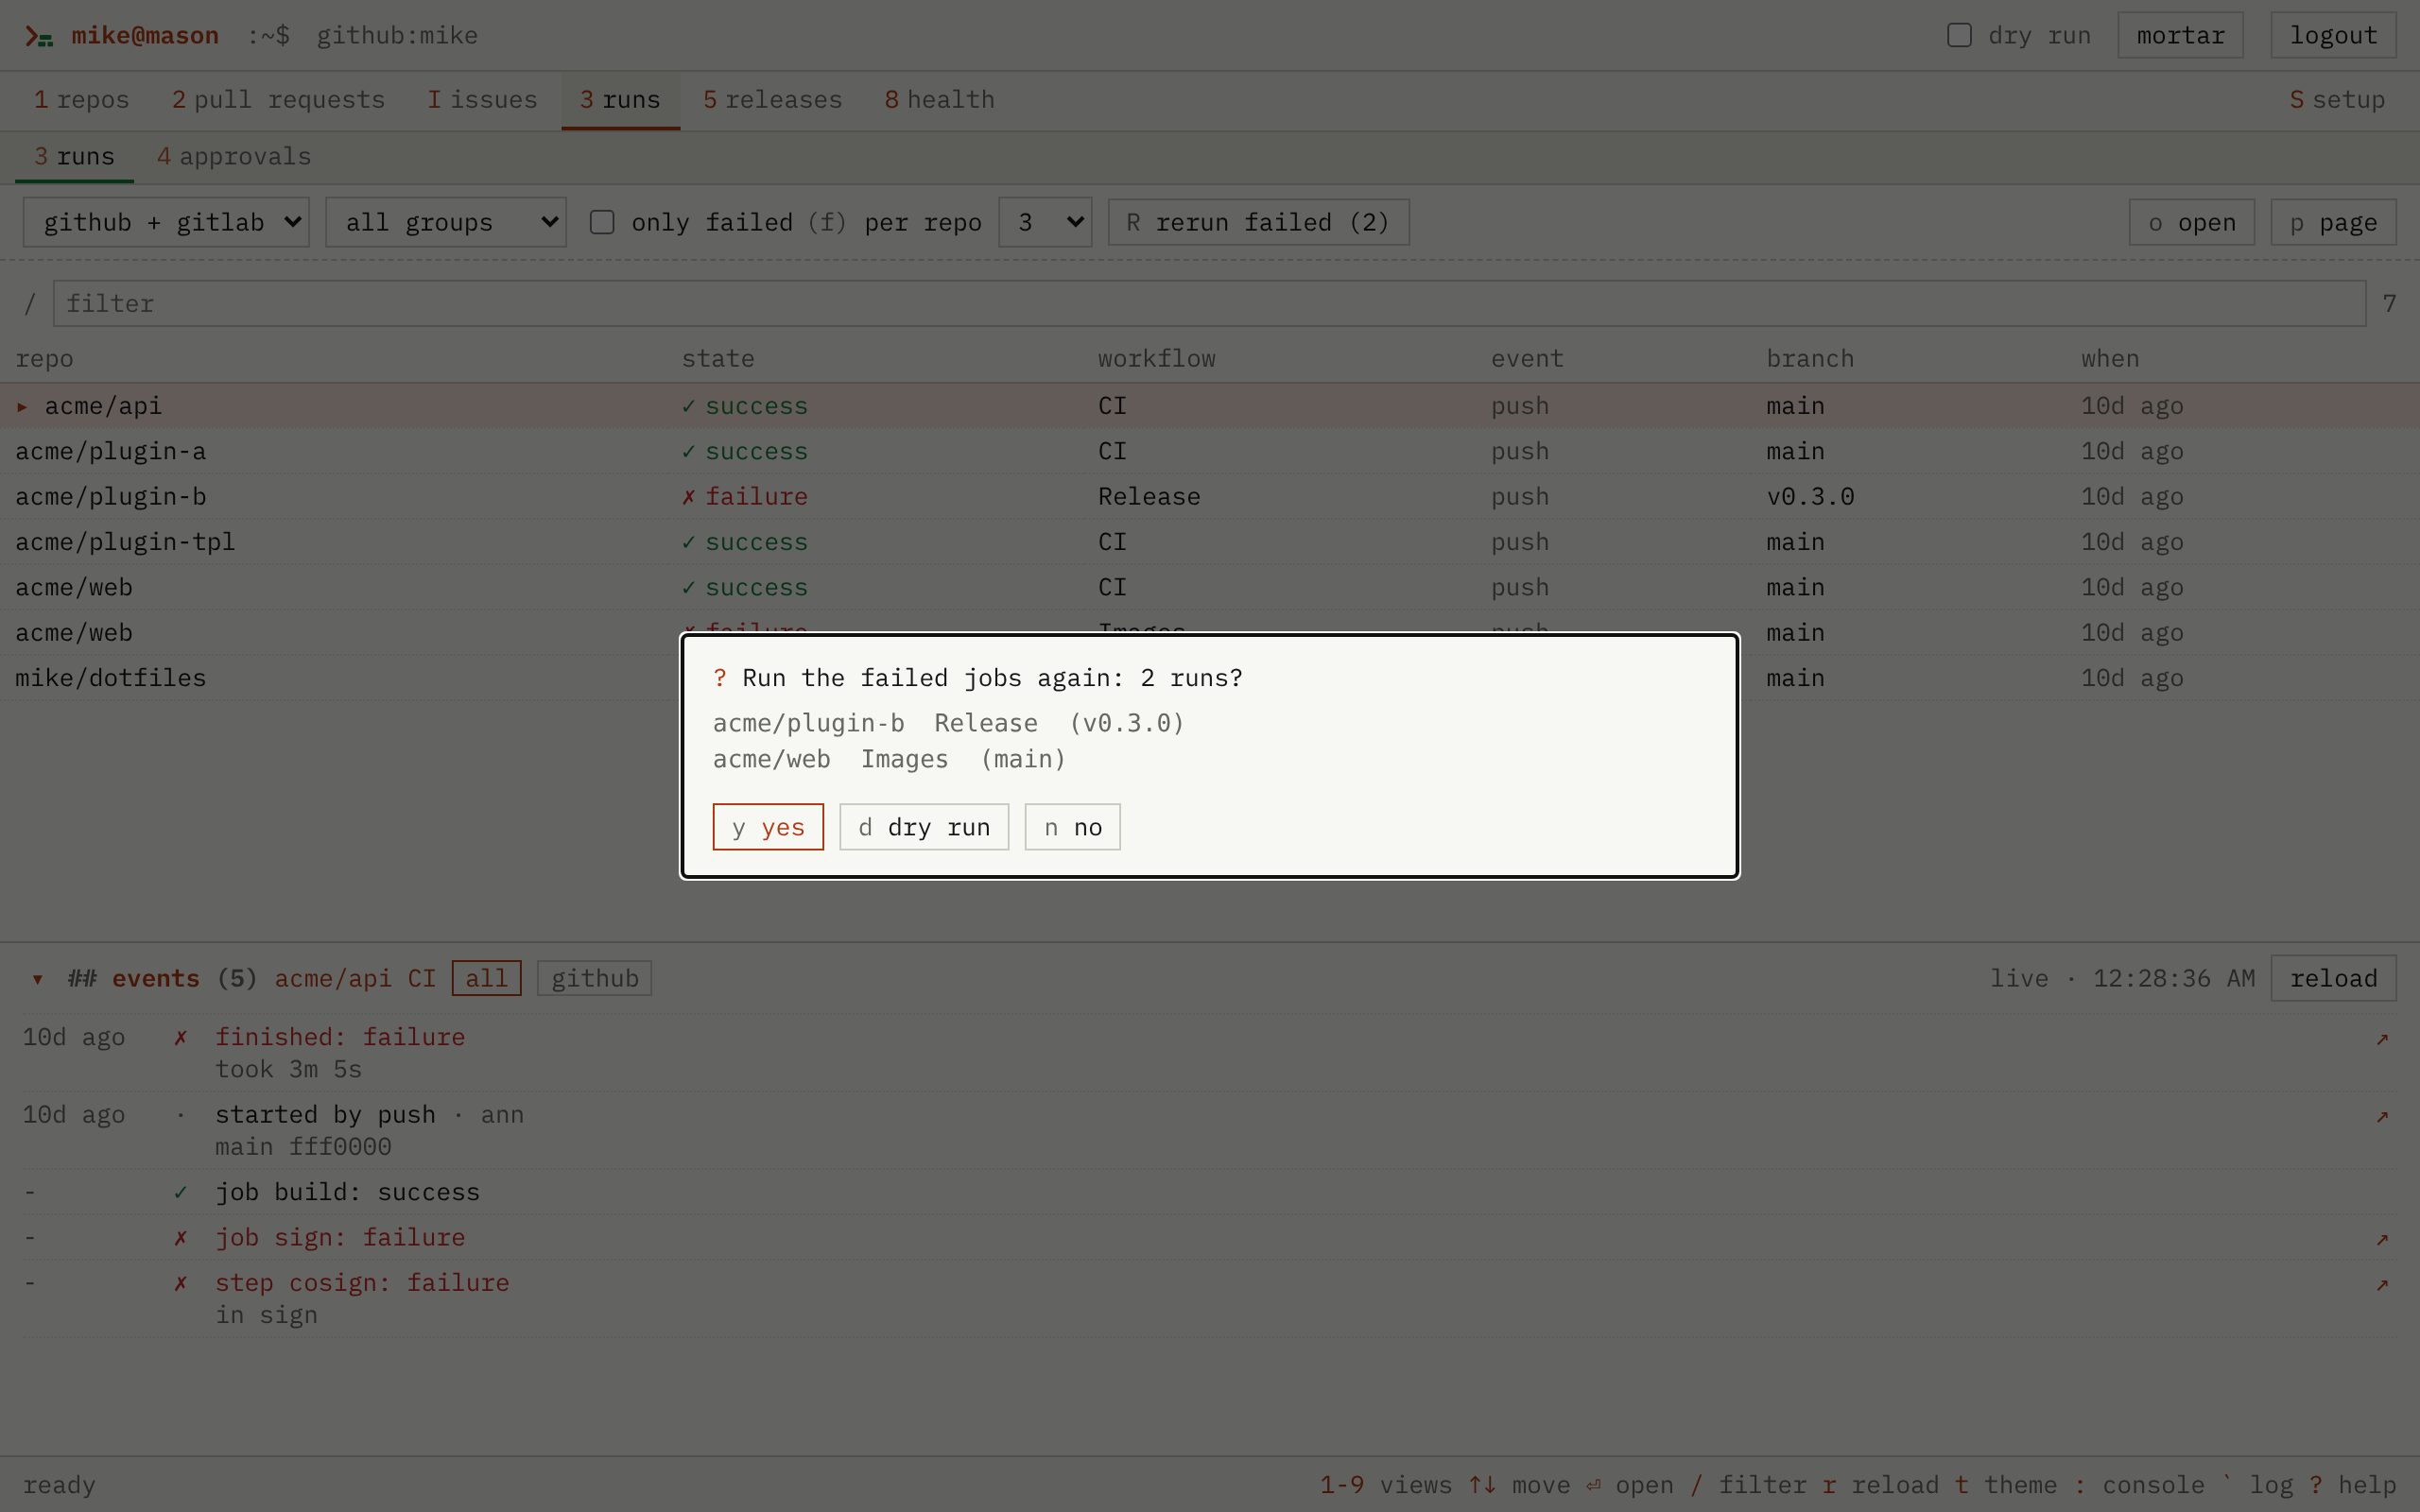 mike@mason :~$ github:mike dry run mortar logout
1 repos 2 pull requests I issues 3 runs 5 releases 8 health S setup
3 runs 4 approvals
github + gitlab all groups only failed (f) per repo 3 R rerun failed (2) o open p page
/ filter 7
repo state workflow event branch when
▸ acme/api ✓ success CI push main 10d ago
acme/plugin-a ✓ success CI push main 10d ago
acme/plugin-b ✗ failure Release push v0.3.0 10d ago
acme/plugin-tpl ✓ success CI push main 10d ago
acme/web ✓ success CI push main 10d ago
acme/web ✗ failure Images push main 10d ago
mike/dotfiles main 10d ago
? Run the failed jobs again: 2 runs?
acme/plugin-b Release (v0.3.0)
acme/web Images (main)
y yes d dry run n no
▾ ## events (5) acme/api CI all github live · 12:28:36 AM reload
10d ago ✗ finished: failure ↗
took 3m 5s
10d ago · started by push · ann ↗
main fff0000
- ✓ job build: success
- ✗ job sign: failure ↗
- ✗ step cosign: failure ↗
in sign
ready 1-9 views ↑↓ move ⏎ open / filter r reload t theme : console ` log ? help